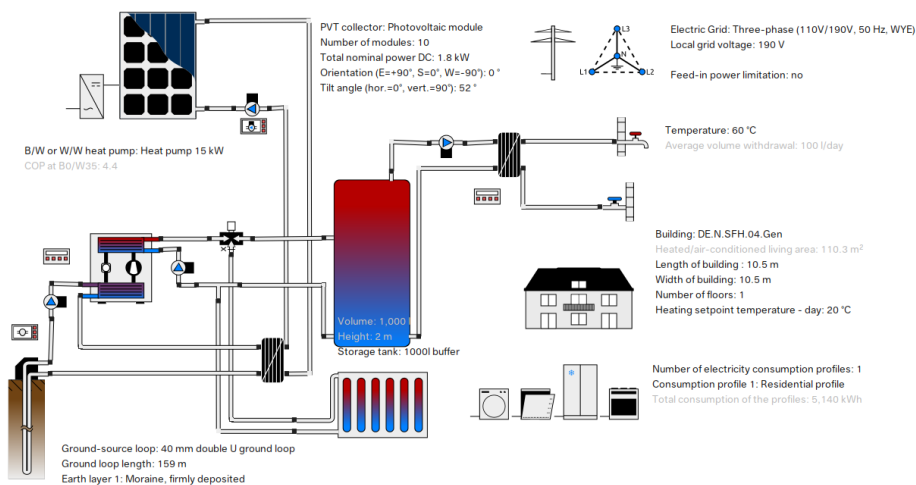 PVT collector: Photovoltaic module
Number of modules: 10
Total nominal power DC: 1.8 kW
Orientation (E=+90°, S=0°, W=-90°): 0 °
Tilt angle (hor.=0°, vert.=90°): 52 °
L3
N
L1
L2
Electric Grid: Three-phase (110V/190V, 50 Hz, WYE)
Local grid voltage: 190 V
Feed-in power limitation: no
B/W or W/W heat pump: Heat pump 15 kW
COP at B0/W35: 4.4
Temperature: 60 °C
Average volume withdrawal: 100 l/day
Building: DE.N.SFH.04.Gen
Heated/air-conditioned living area: 110.3 m²
Length of building : 10.5 m
Width of building: 10.5 m
Number of floors: 1
Heating setpoint temperature - day: 20 °C
Volume: 1,000 l
Height: 2 m
Storage tank: 1000l buffer
Number of electricity consumption profiles: 1
Consumption profile 1: Residential profile
Total consumption of the profiles: 5,140 kWh
Ground-source loop: 40 mm double U ground loop
Ground loop length: 159 m
Earth layer 1: Moraine, firmly deposited